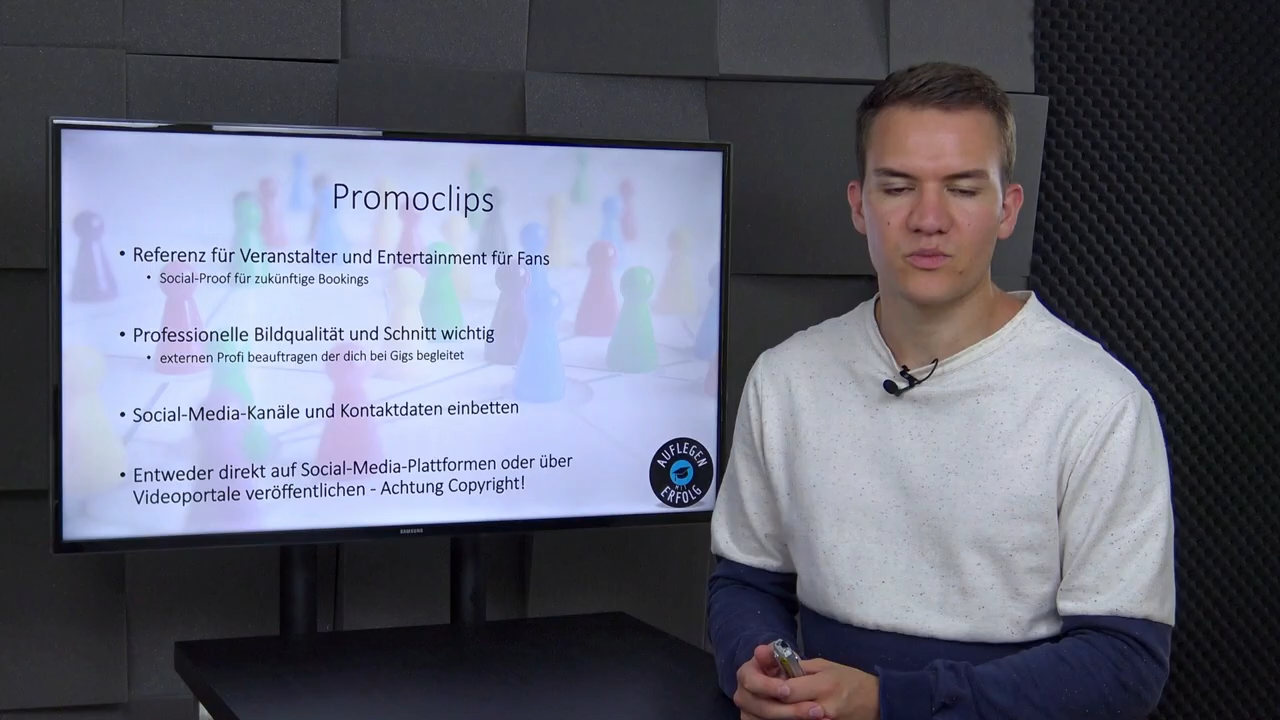 Promoclips
• Referenz für Veranstalter und Entertainment für Fans
• Social-Proof für zukünftige Bookings
• Professionelle Bildqualität und Schnitt wichtig
• externen Profi beauftragen der dich bei Gigs begleitet
• Social-Media-Kanäle und Kontaktdaten einbetten
• Entweder direkt auf Social-Media-Plattformen oder über
Videoportale veröffentlichen - Achtung Copyright!
AUFLEGEN
MIT
ERFOLG
SAMSUNG